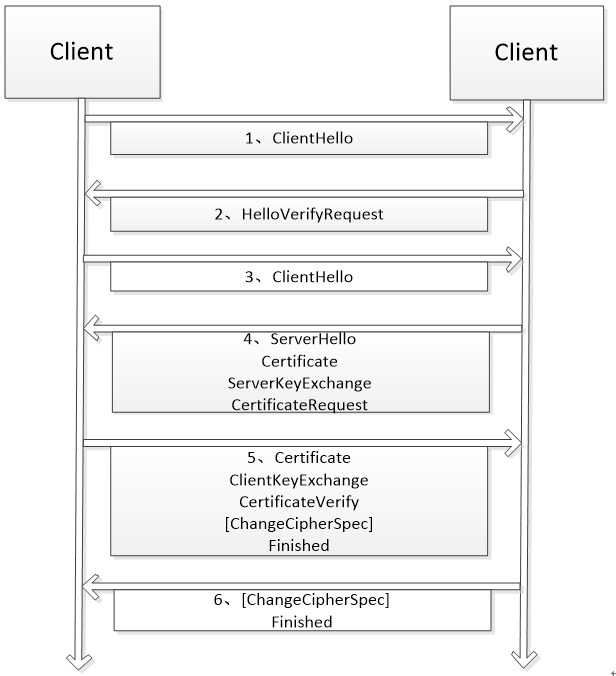 Client
Client
1、ClientHello
2、HelloVerifyRequest
3、ClientHello
4、ServerHello
Certificate
ServerKeyExchange
CertificateRequest
5、Certificate
ClientKeyExchange
CertificateVerify
[ChangeCipherSpec]
Finished
6、[ChangeCipherSpec]
Finished